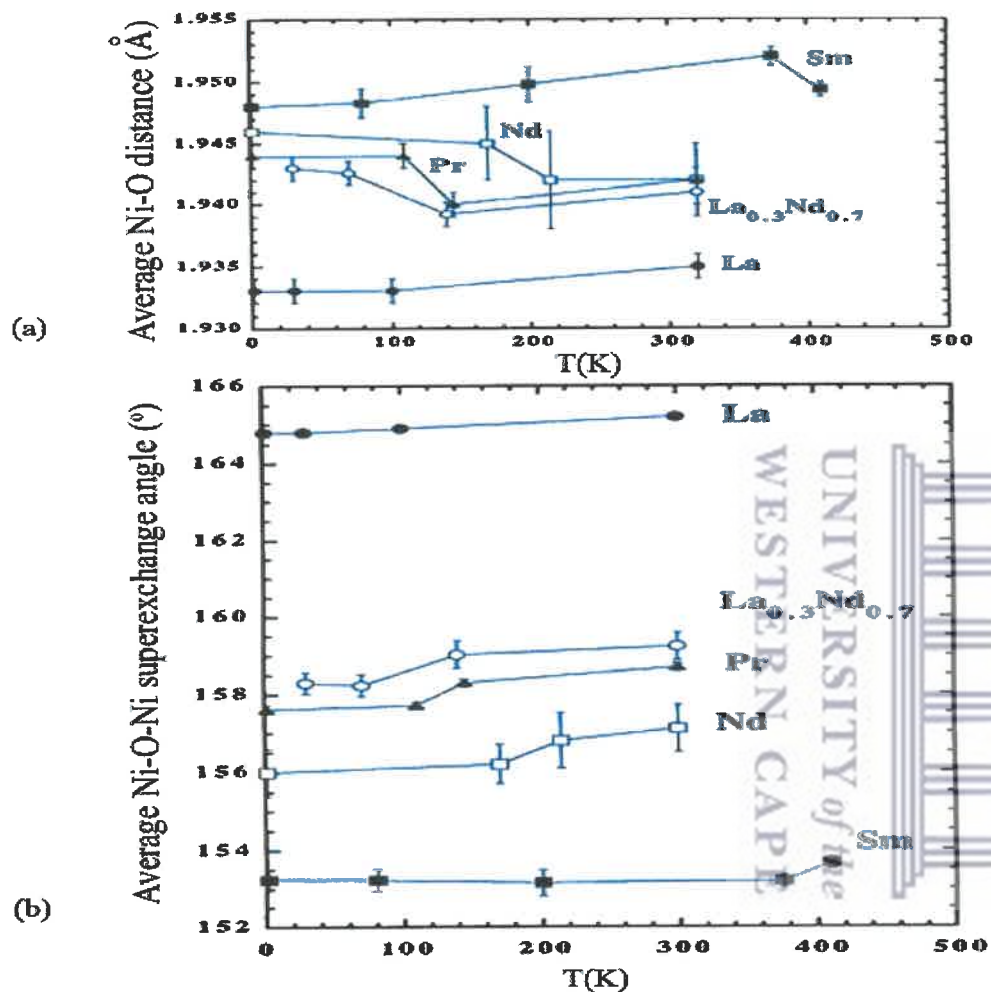 (a)
Average Ni-O distance (Å)
1.955
1.950
1.945
1.940
1.935
1.930
Sm
Nd
Pr
La0.3Nd0.7
La
0 100 200 300 400 500
T(K)
(b)
Average Ni-O-Ni superexchange angle (º)
166
164
162
160
158
156
154
152
La
La0.3Nd0.7
Pr
Nd
Sm
0 100 200 300 400 500
T(K)
UNIVERSITY of the
WESTERN CAPE